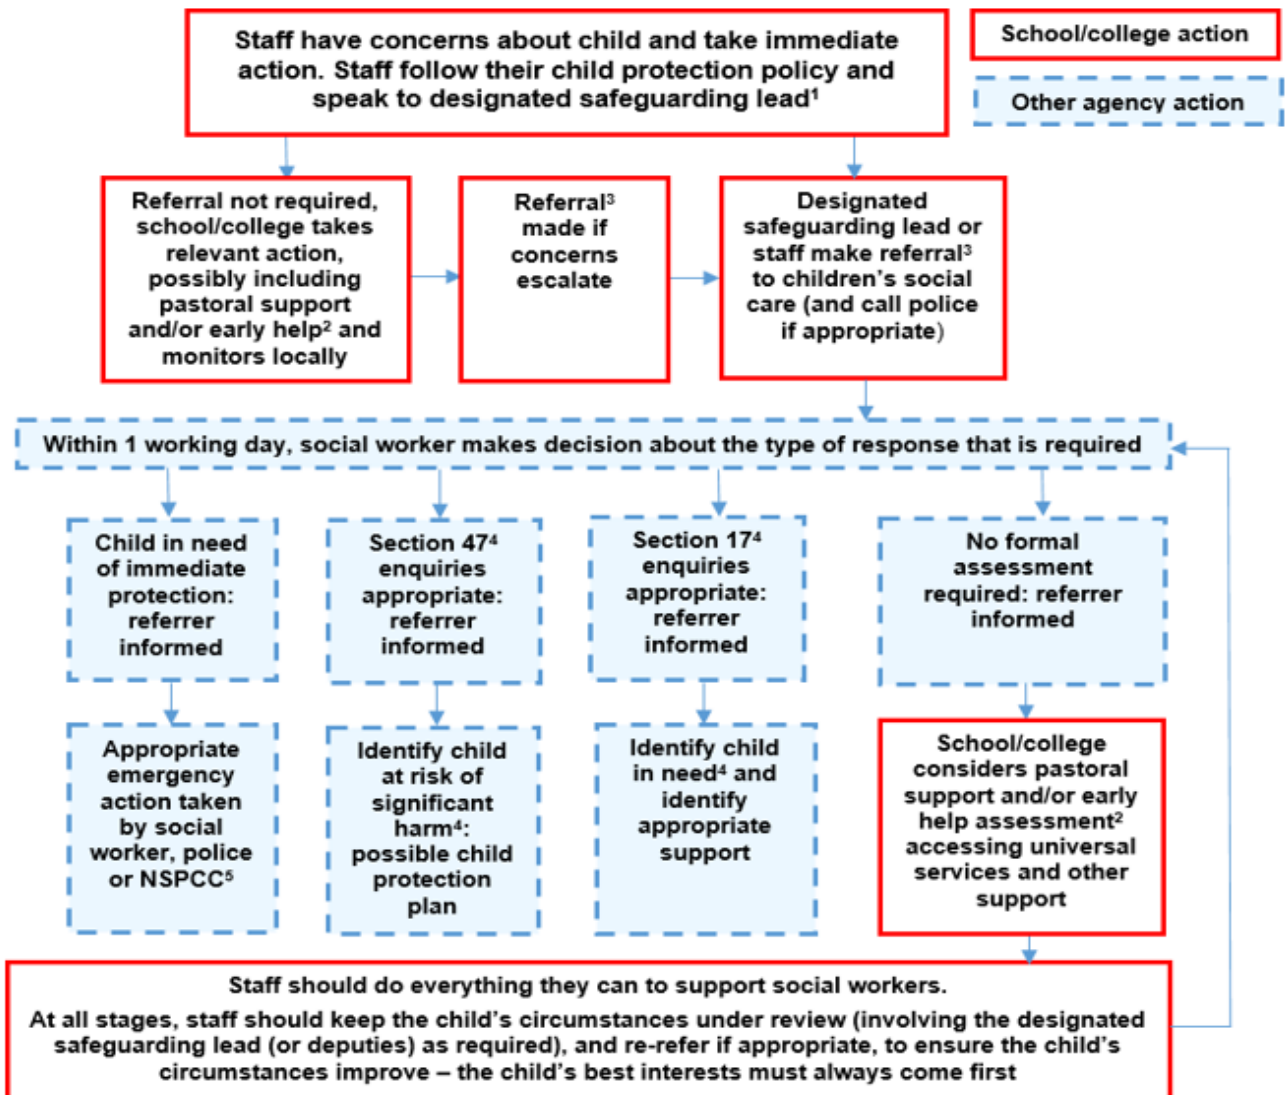 Staff have concerns about child and take immediate
action. Staff follow their child protection policy and
speak to designated safeguarding lead¹
School/college action
Other agency action
Referral not required,
school/college takes
relevant action,
possibly including
pastoral support
and/or early help² and
monitors locally
Referral³
made if
concerns
escalate
Designated
safeguarding lead or
staff make referral³
to children's social
care (and call police
if appropriate)
Within 1 working day, social worker makes decision about the type of response that is required
Child in need
of immediate
protection:
referrer
informed
Section 47⁴
enquiries
appropriate:
referrer
informed
Section 17⁴
enquiries
appropriate:
referrer
informed
No formal
assessment
required: referrer
informed
Appropriate
emergency
action taken
by social
worker, police
or NSPCC⁵
Identify child
at risk of
significant
harm⁴:
possible child
protection
plan
Identify child
in need⁴ and
identify
appropriate
support
School/college
considers pastoral
support and/or early
help assessment²
accessing universal
services and other
support
Staff should do everything they can to support social workers.
At all stages, staff should keep the child's circumstances under review (involving the designated
safeguarding lead (or deputies) as required), and re-refer if appropriate, to ensure the child's
circumstances improve – the child's best interests must always come first